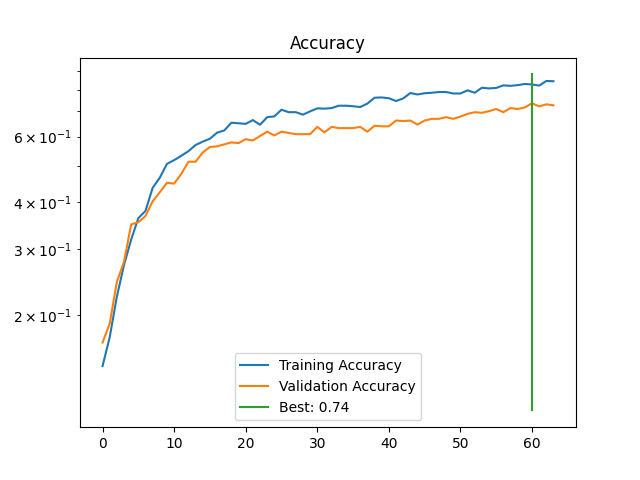 Accuracy
6 × 10⁻¹
4 × 10⁻¹
3 × 10⁻¹
2 × 10⁻¹
Training Accuracy
Validation Accuracy
Best: 0.74
0 10 20 30 40 50 60